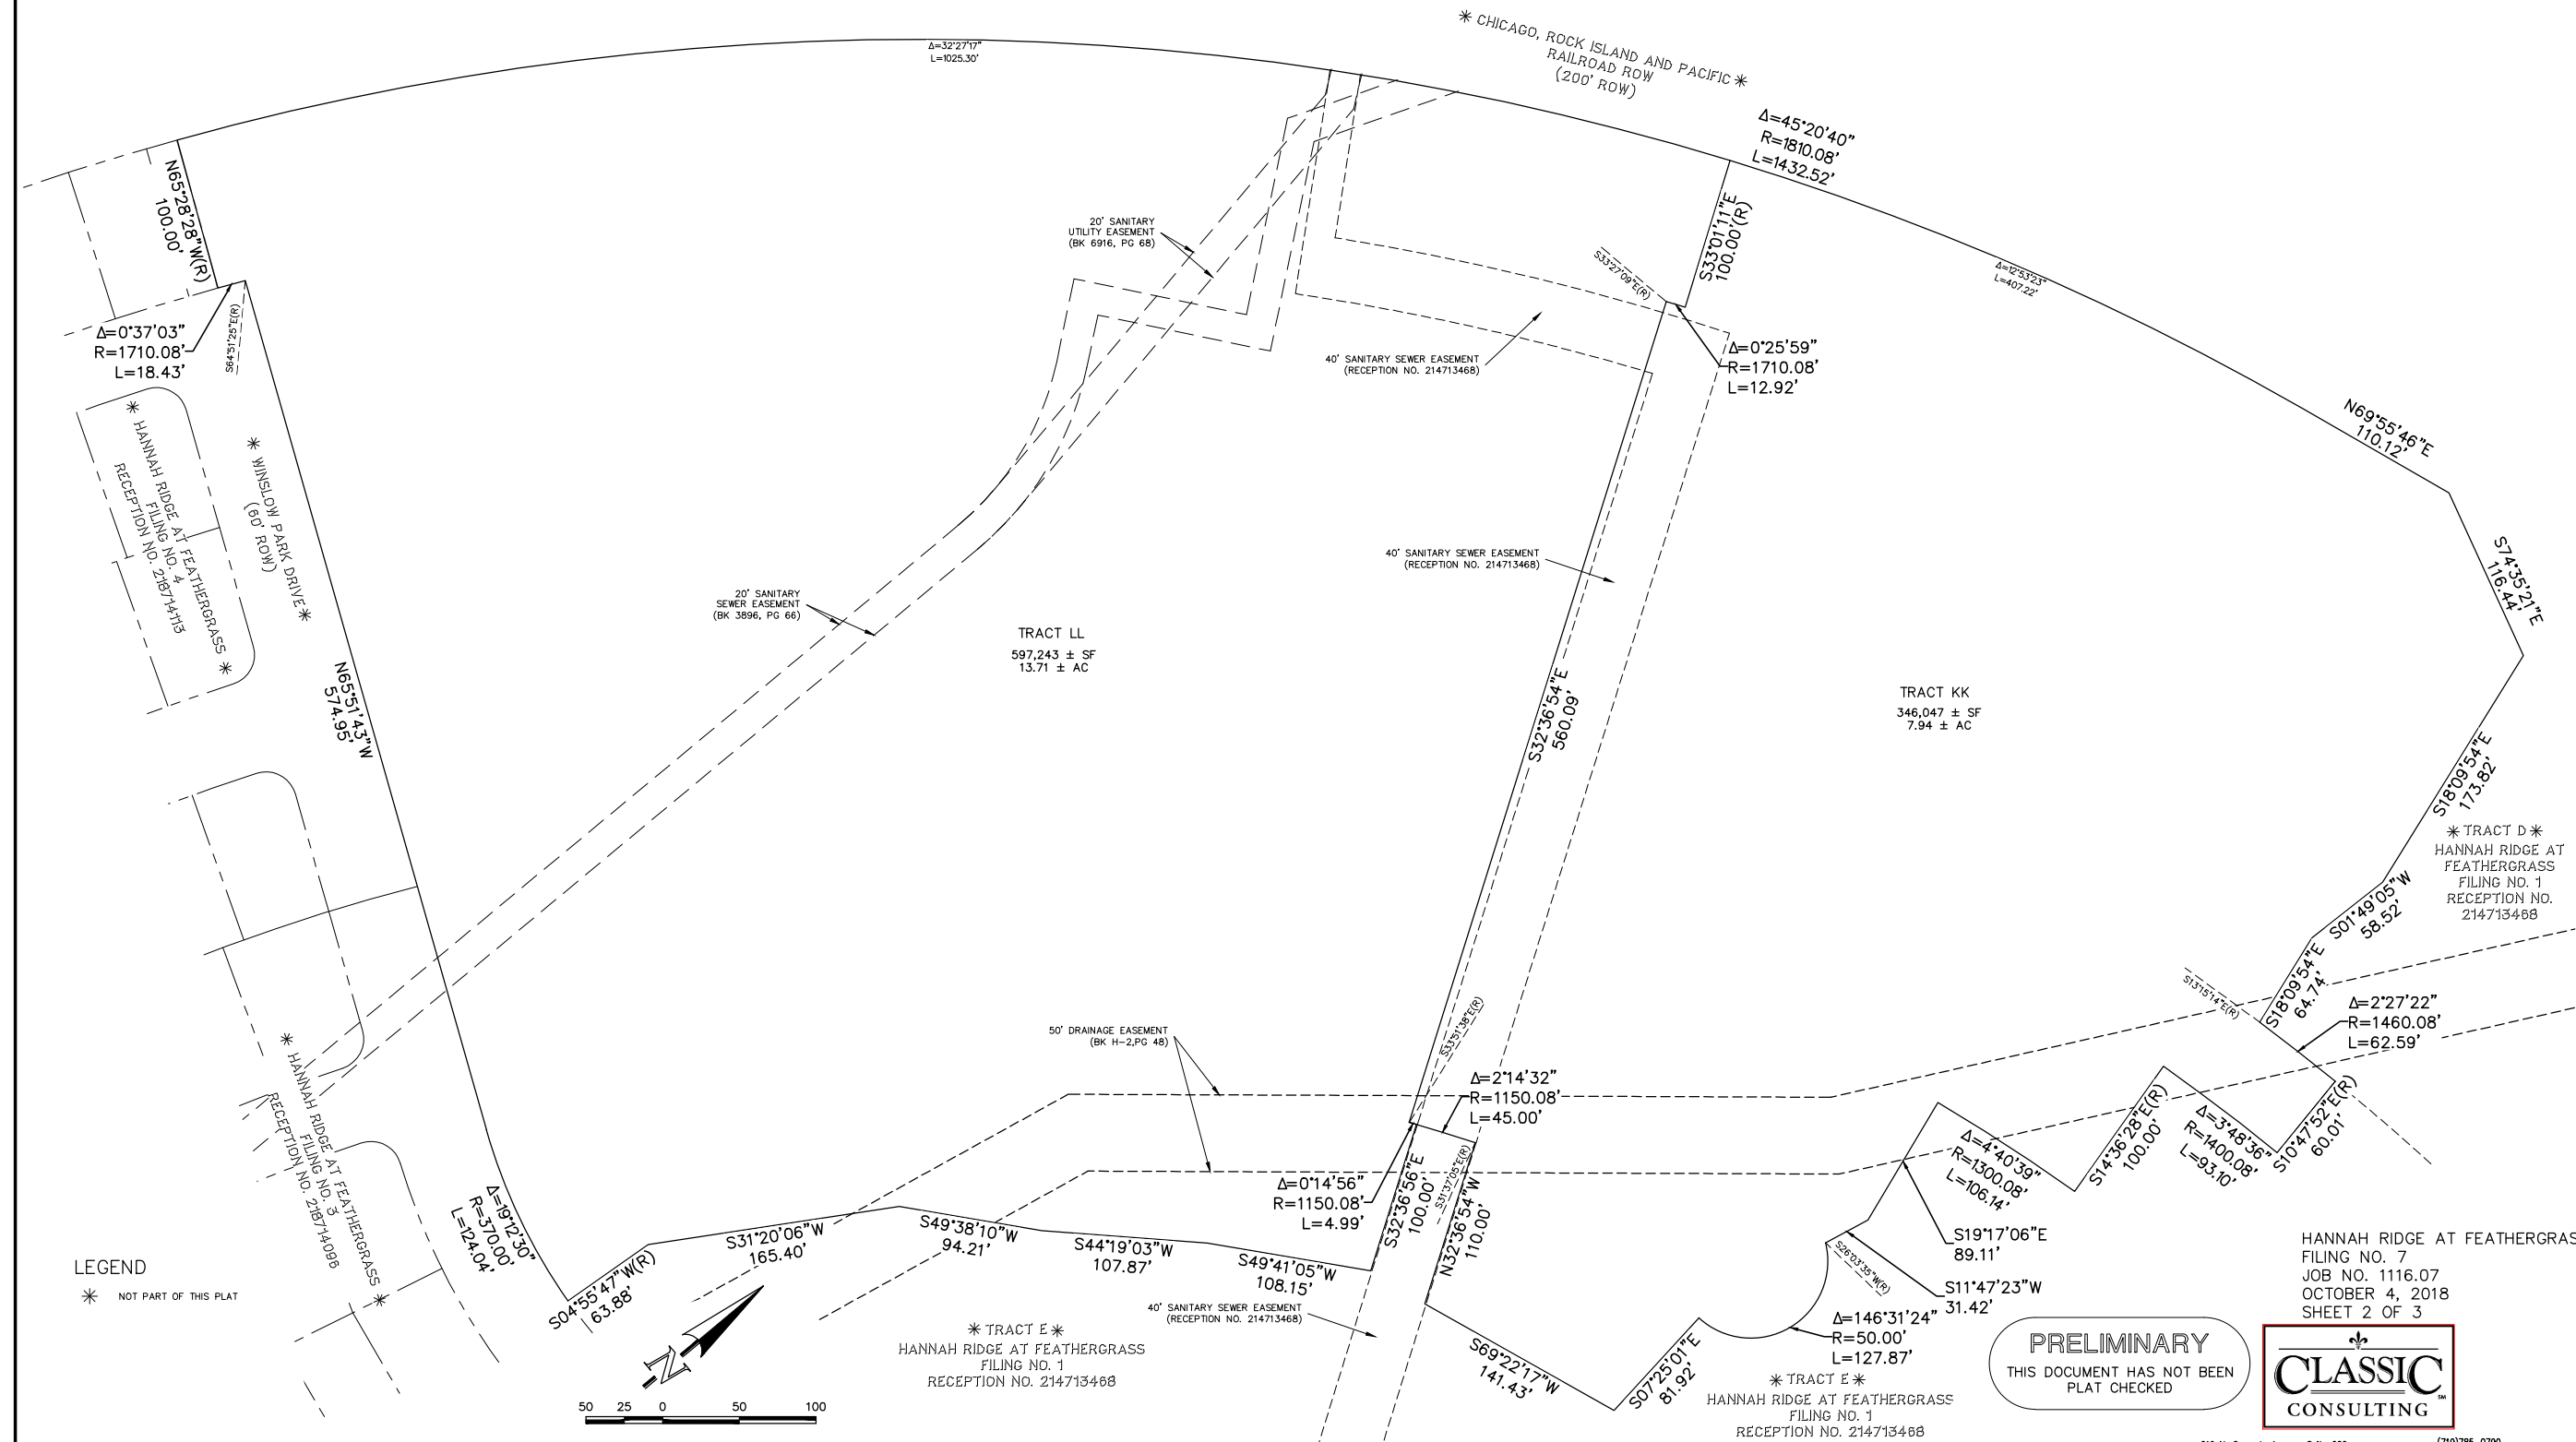 Δ=32°27'17"
L=1025.30'
✳ CHICAGO, ROCK ISLAND AND PACIFIC ✳
RAILROAD ROW
(200' ROW)
Δ=45°20'40"
R=1810.08'
L=1432.52'
N65°28'28"W(R)
100.00'
S33°01'11"E
100.00'(R)
20' SANITARY
UTILITY EASEMENT
(BK 6916, PG 68)
S33°27'09"E(R)
Δ=12°53'23"
L=407.22'
Δ=0°37'03"
R=1710.08'
L=18.43'
S64°51'25"E(R)
40' SANITARY SEWER EASEMENT
(RECEPTION NO. 214713468)
Δ=0°25'59"
R=1710.08'
L=12.92'
N69°55'46"E
110.12'
✳ HANNAH RIDGE AT FEATHERGRASS ✳
FILING NO. 4
RECEPTION NO. 218714113
✳ WINSLOW PARK DRIVE ✳
(60' ROW)
S74°35'21"E
116.44'
40' SANITARY SEWER EASEMENT
(RECEPTION NO. 214713468)
20' SANITARY
SEWER EASEMENT
(BK 3896, PG 66)
TRACT LL
597,243 ± SF
13.71 ± AC
N65°51'43"W
574.95'
S32°36'54"E
560.09'
TRACT KK
346,047 ± SF
7.94 ± AC
S18°09'54"E
173.82'
✳ TRACT D ✳
HANNAH RIDGE AT
FEATHERGRASS
FILING NO. 1
RECEPTION NO.
214713468
S01°49'05"W
58.52'
S18°09'54"E
64.74'
S13°15'14"E(R)
Δ=2°27'22"
R=1460.08'
L=62.59'
50' DRAINAGE EASEMENT
(BK H-2,PG 48)
S33°51'38"E(R)
Δ=2°14'32"
R=1150.08'
L=45.00'
✳ HANNAH RIDGE AT FEATHERGRASS ✳
FILING NO. 3
RECEPTION NO. 218714096
Δ=19°12'30"
R=370.00'
L=124.04'
S04°55'47"W(R)
63.88'
S31°20'06"W
165.40'
S49°38'10"W
94.21'
S44°19'03"W
107.87'
S49°41'05"W
108.15'
Δ=0°14'56"
R=1150.08'
L=4.99'
S32°36'56"E
100.00'
S31°37'05"E(R)
N32°36'54"W
110.00'
Δ=4°40'39"
R=1300.08'
L=106.14'
S14°36'28"E(R)
100.00'
Δ=3°48'36"
R=1400.08'
L=93.10'
S10°47'52"E(R)
60.01'
S19°17'06"E
89.11'
S11°47'23"W
31.42'
S26°03'35"W(R)
Δ=146°31'24"
R=50.00'
L=127.87'
S69°22'17"W
141.43'
S07°25'01"E
81.92'
40' SANITARY SEWER EASEMENT
(RECEPTION NO. 214713468)
LEGEND
✳ NOT PART OF THIS PLAT
N
50 25 0 50 100
✳ TRACT E ✳
HANNAH RIDGE AT FEATHERGRASS
FILING NO. 1
RECEPTION NO. 214713468
✳ TRACT E ✳
HANNAH RIDGE AT FEATHERGRASS
FILING NO. 1
RECEPTION NO. 214713468
HANNAH RIDGE AT FEATHERGRAS
FILING NO. 7
JOB NO. 1116.07
OCTOBER 4, 2018
SHEET 2 OF 3
PRELIMINARY
THIS DOCUMENT HAS NOT BEEN
PLAT CHECKED
CLASSIC
CONSULTING